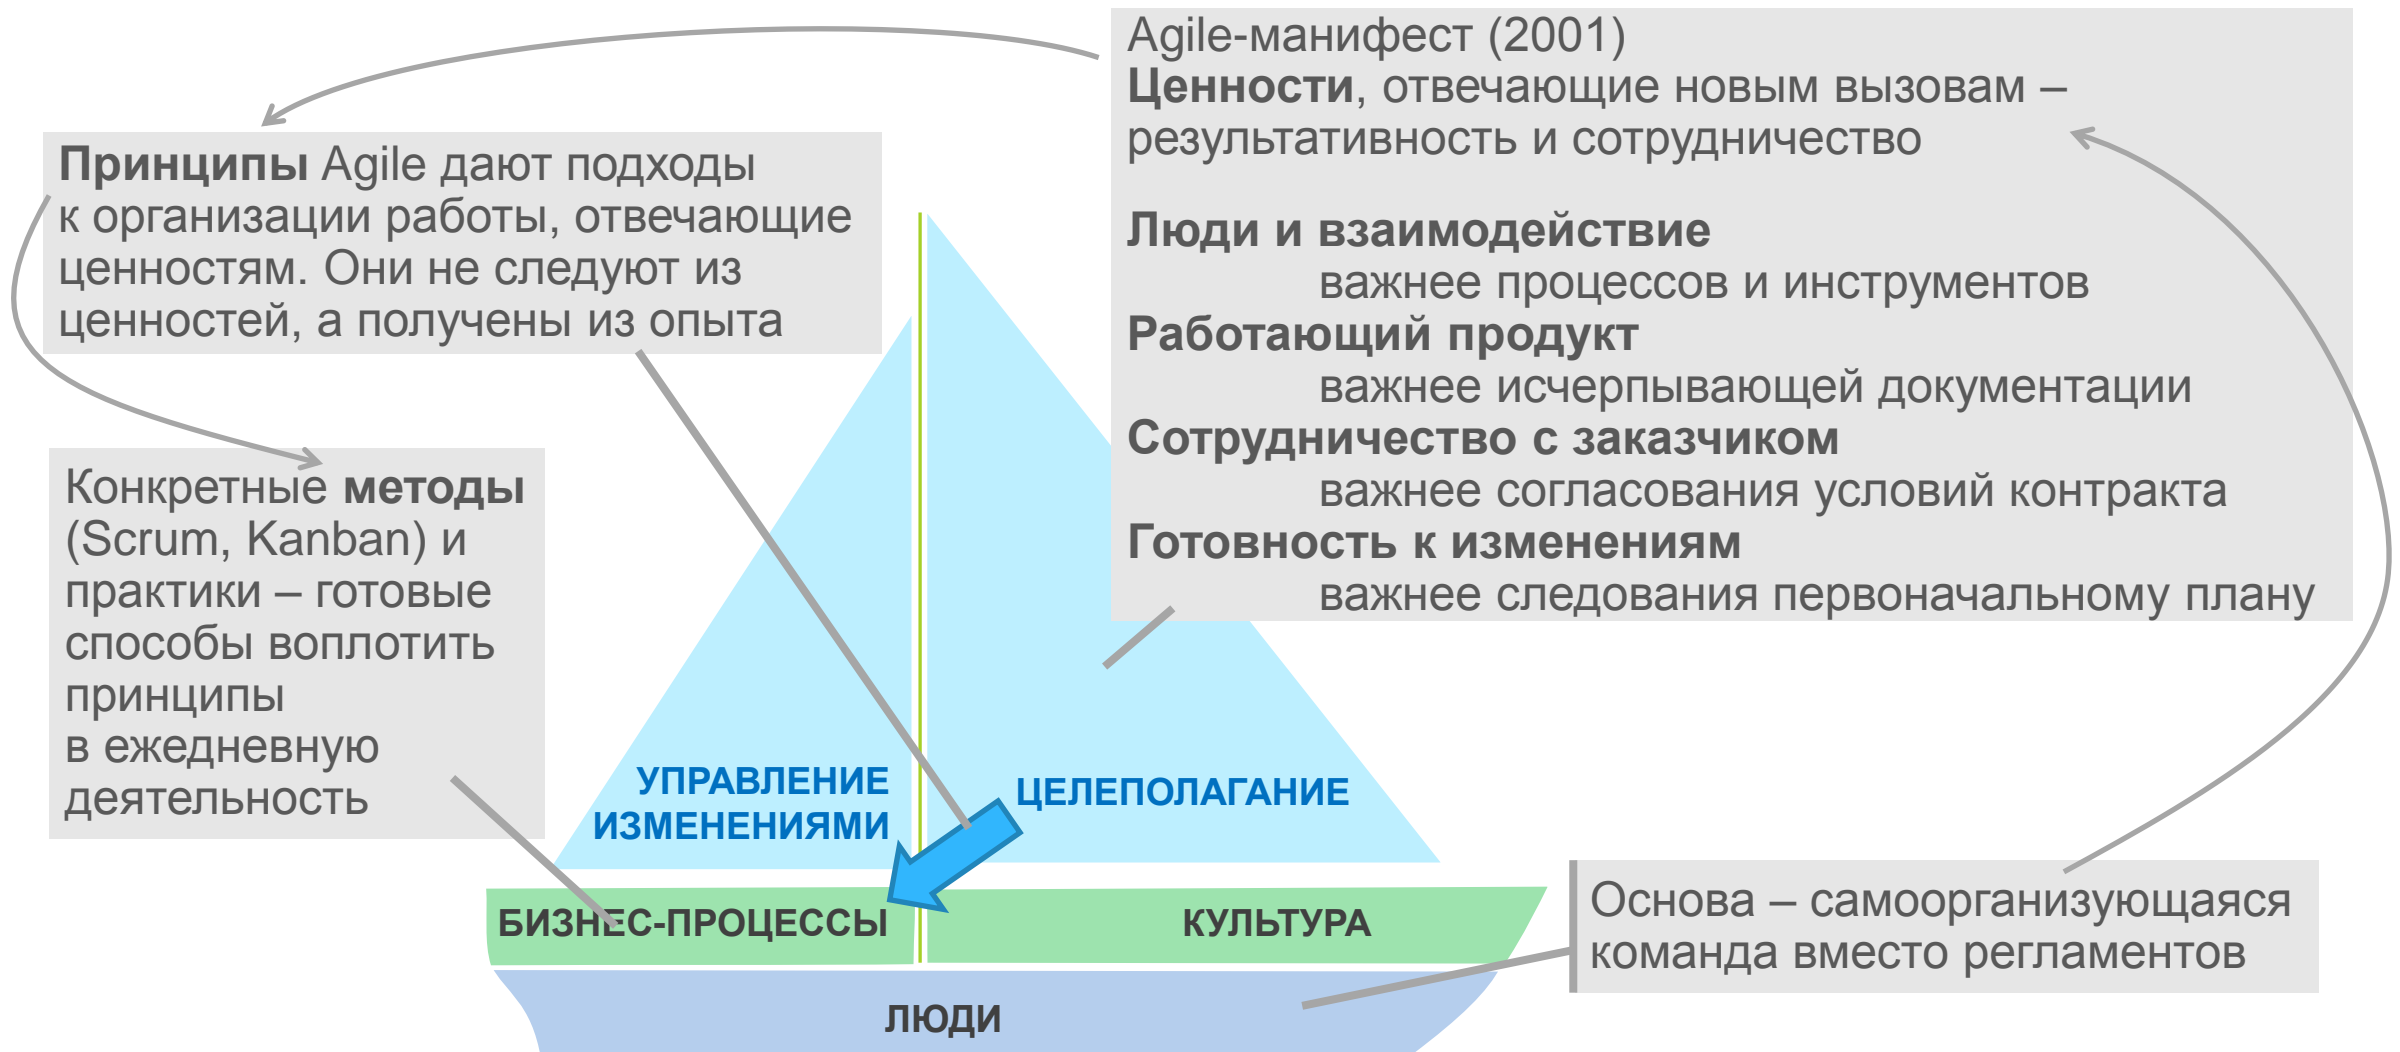 Agile-манифест (2001)
Ценности, отвечающие новым вызовам –
результативность и сотрудничество
Люди и взаимодействие
важнее процессов и инструментов
Работающий продукт
важнее исчерпывающей документации
Сотрудничество с заказчиком
важнее согласования условий контракта
Готовность к изменениям
важнее следования первоначальному плану
Принципы Agile дают подходы
к организации работы, отвечающие
ценностям. Они не следуют из
ценностей, а получены из опыта
Конкретные методы
(Scrum, Kanban) и
практики – готовые
способы воплотить
принципы
в ежедневную
деятельность
УПРАВЛЕНИЕ
ИЗМЕНЕНИЯМИ
ЦЕЛЕПОЛАГАНИЕ
БИЗНЕС-ПРОЦЕССЫ
КУЛЬТУРА
ЛЮДИ
Основа – самоорганизующаяся
команда вместо регламентов